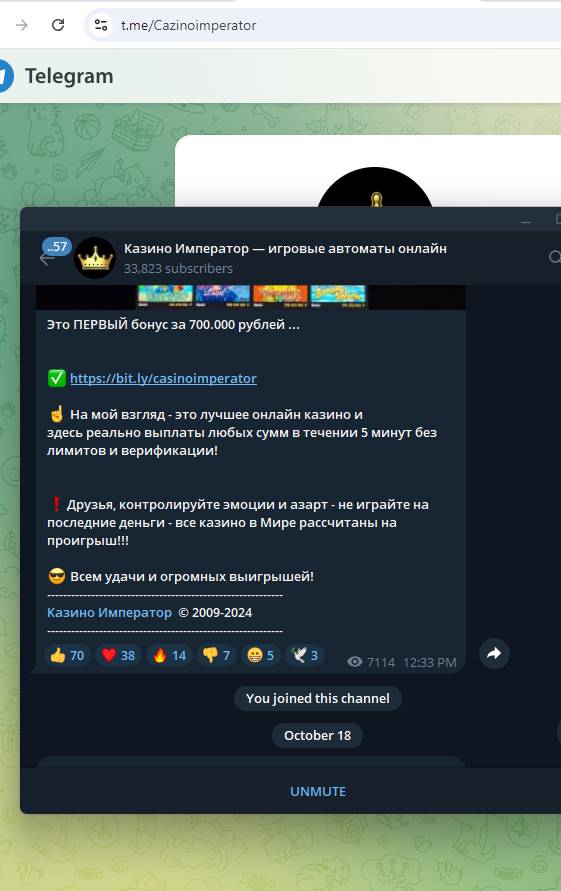 t.me/Cazinoimperator
Telegram
..57
Казино Император — игровые автоматы онлайн
33,823 subscribers
Это ПЕРВЫЙ бонус за 700.000 рублей ...
✅ https://bit.ly/casinoimperator
☝ На мой взгляд - это лучшее онлайн казино и
здесь реально выплаты любых сумм в течении 5 минут без
лимитов и верификации!
❗ Друзья, контролируйте эмоции и азарт - не играйте на
последние деньги - все казино в Мире рассчитаны на
проигрыш!!!
😎 Всем удачи и огромных выигрышей!
-----------------------------------------------------------
Казино Император © 2009-2024
-----------------------------------------------------------
👍 70 ❤ 38 🔥 14 👎 7 😁 5 🕊 3 7114 12:33 PM
You joined this channel
October 18
UNMUTE